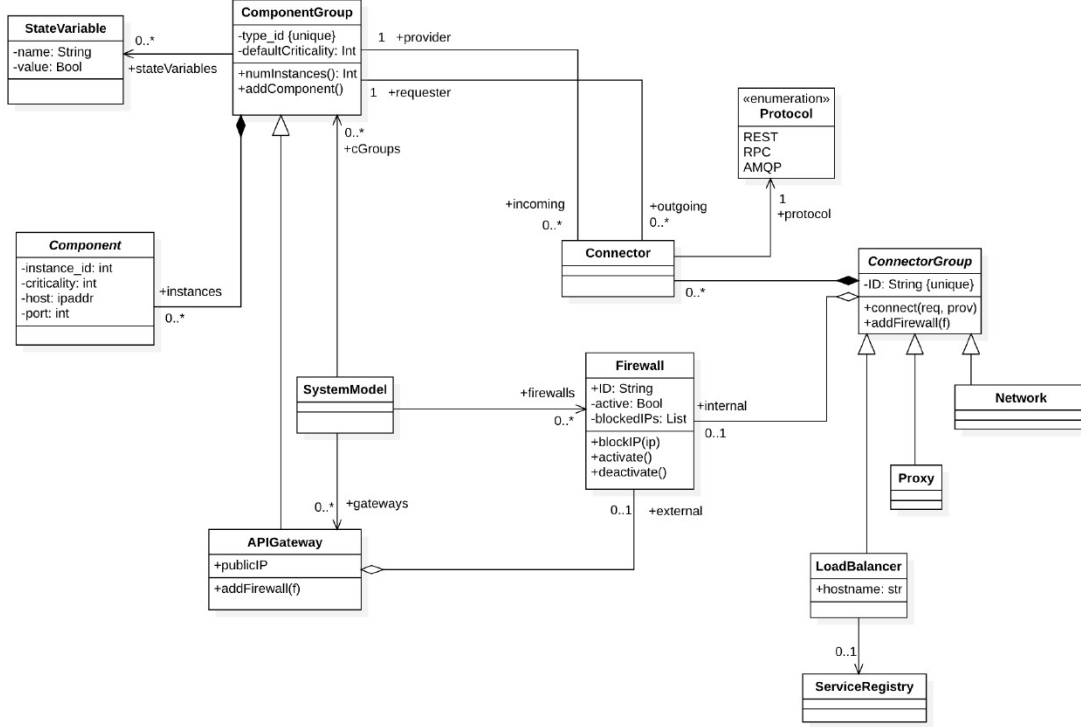 StateVariable
-name: String
-value: Bool
0..*
+stateVariables
ComponentGroup
-type_id {unique}
-defaultCriticality: Int
+numInstances(): Int
+addComponent()
1 +provider
1 +requester
0..*
+cGroups
«enumeration»
Protocol
REST
RPC
AMQP
1
+protocol
+incoming
0..*
+outgoing
0..*
Connector
0..*
ConnectorGroup
-ID: String {unique}
+connect(req, prov)
+addFirewall(f)
Component
-instance_id: int
-criticality: int
-host: ipaddr
-port: int
+instances
0..*
SystemModel
+firewalls
0..*
Firewall
+ID: String
-active: Bool
-blockedIPs: List
+blockIP(ip)
+activate()
+deactivate()
+internal
0..1
Network
Proxy
0..* +gateways
0..1 +external
APIGateway
+publicIP
+addFirewall(f)
LoadBalancer
+hostname: str
0..1
ServiceRegistry